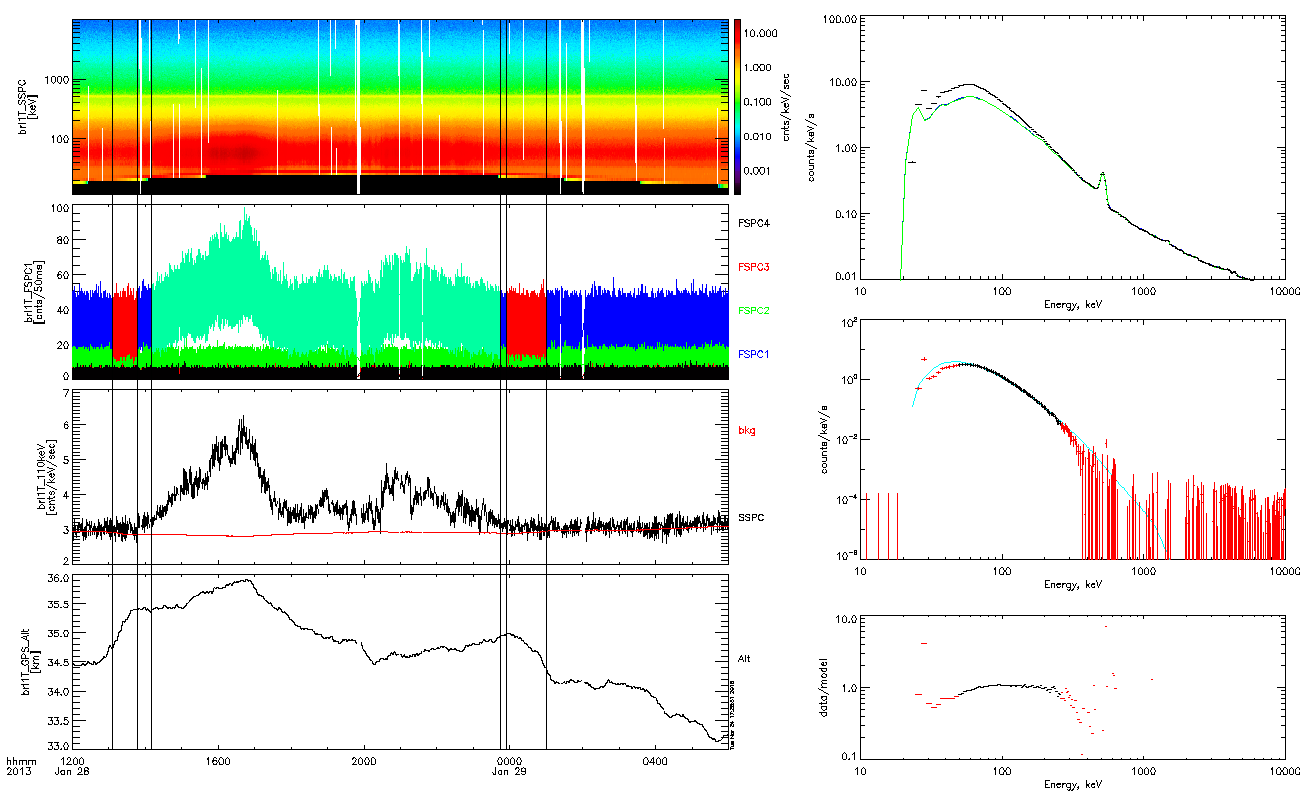 brl1T_SSPC
[keV]
1000
100
10.000
1.000
0.100
0.010
0.001
cnts/keV/sec
brl1T_FSPC1
[cnts/50ms]
100
80
60
40
20
0
FSPC4
FSPC3
FSPC2
FSPC1
brl1T_110keV
[cnts/keV/sec]
7
6
5
4
3
2
bkg
SSPC
brl1T_GPS_Alt
[km]
36.0
35.5
35.0
34.5
34.0
33.5
33.0
Alt
hhmm
2013
1200
Jan 28
1600
2000
0000
Jan 29
0400
counts/keV/s
100.00
10.00
1.00
0.10
0.01
10
100
1000
10000
Energy, keV
counts/keV/s
10^2
10^0
10^-2
10^-4
10
100
1000
10000
Energy, keV
data/model
10.0
1.0
0.1
10
100
1000
10000
Energy, keV